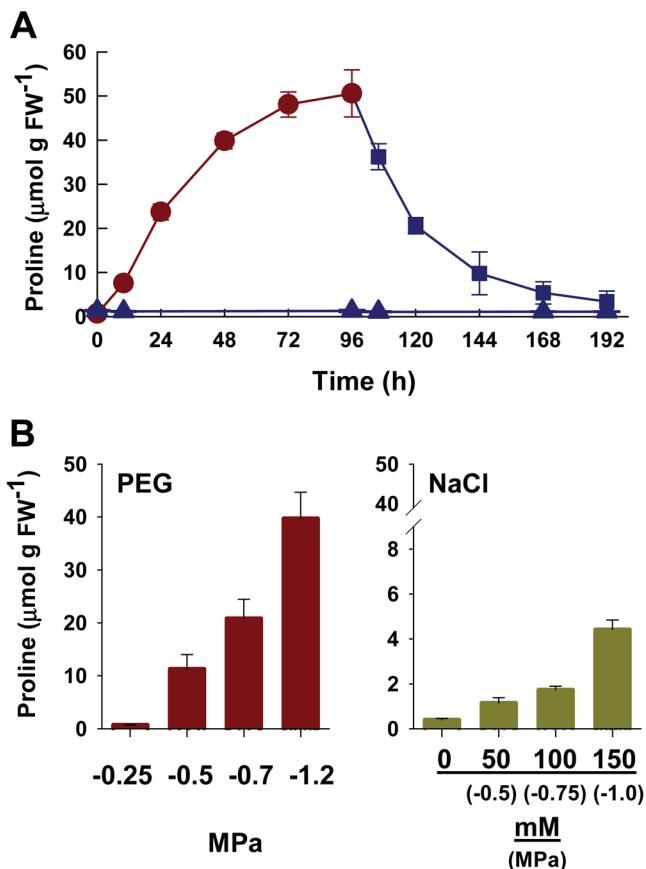 A
Proline (μmol g FW⁻¹)
60
50
40
30
20
10
0
0 24 48 72 96 120 144 168 192
Time (h)
B
Proline (μmol g FW⁻¹)
PEG
50
40
30
20
10
0
-0.25 -0.5 -0.7 -1.2
MPa
NaCl
50
40
8
6
4
2
0
0 50 100 150
(-0.5) (-0.75) (-1.0)
mM
(MPa)